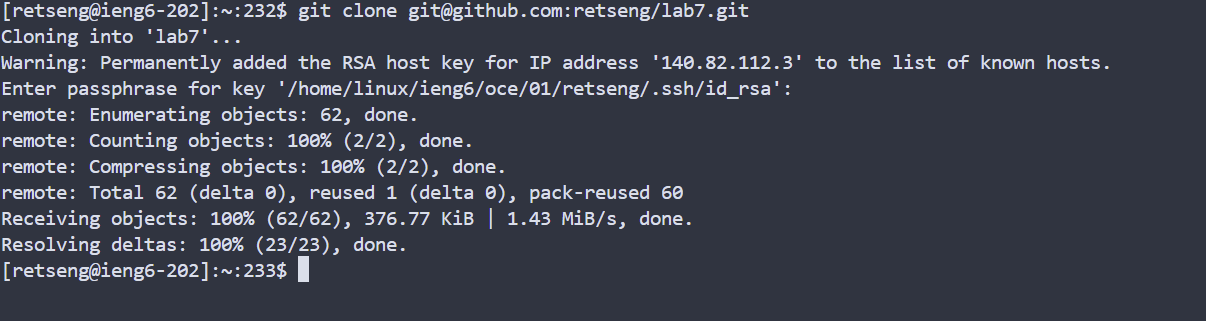 [retseng@ieng6-202]:~:232$ git clone git@github.com:retseng/lab7.git
Cloning into 'lab7'...
Warning: Permanently added the RSA host key for IP address '140.82.112.3' to the list of known hosts.
Enter passphrase for key '/home/linux/ieng6/oce/01/retseng/.ssh/id_rsa':
remote: Enumerating objects: 62, done.
remote: Counting objects: 100% (2/2), done.
remote: Compressing objects: 100% (2/2), done.
remote: Total 62 (delta 0), reused 1 (delta 0), pack-reused 60
Receiving objects: 100% (62/62), 376.77 KiB | 1.43 MiB/s, done.
Resolving deltas: 100% (23/23), done.
[retseng@ieng6-202]:~:233$